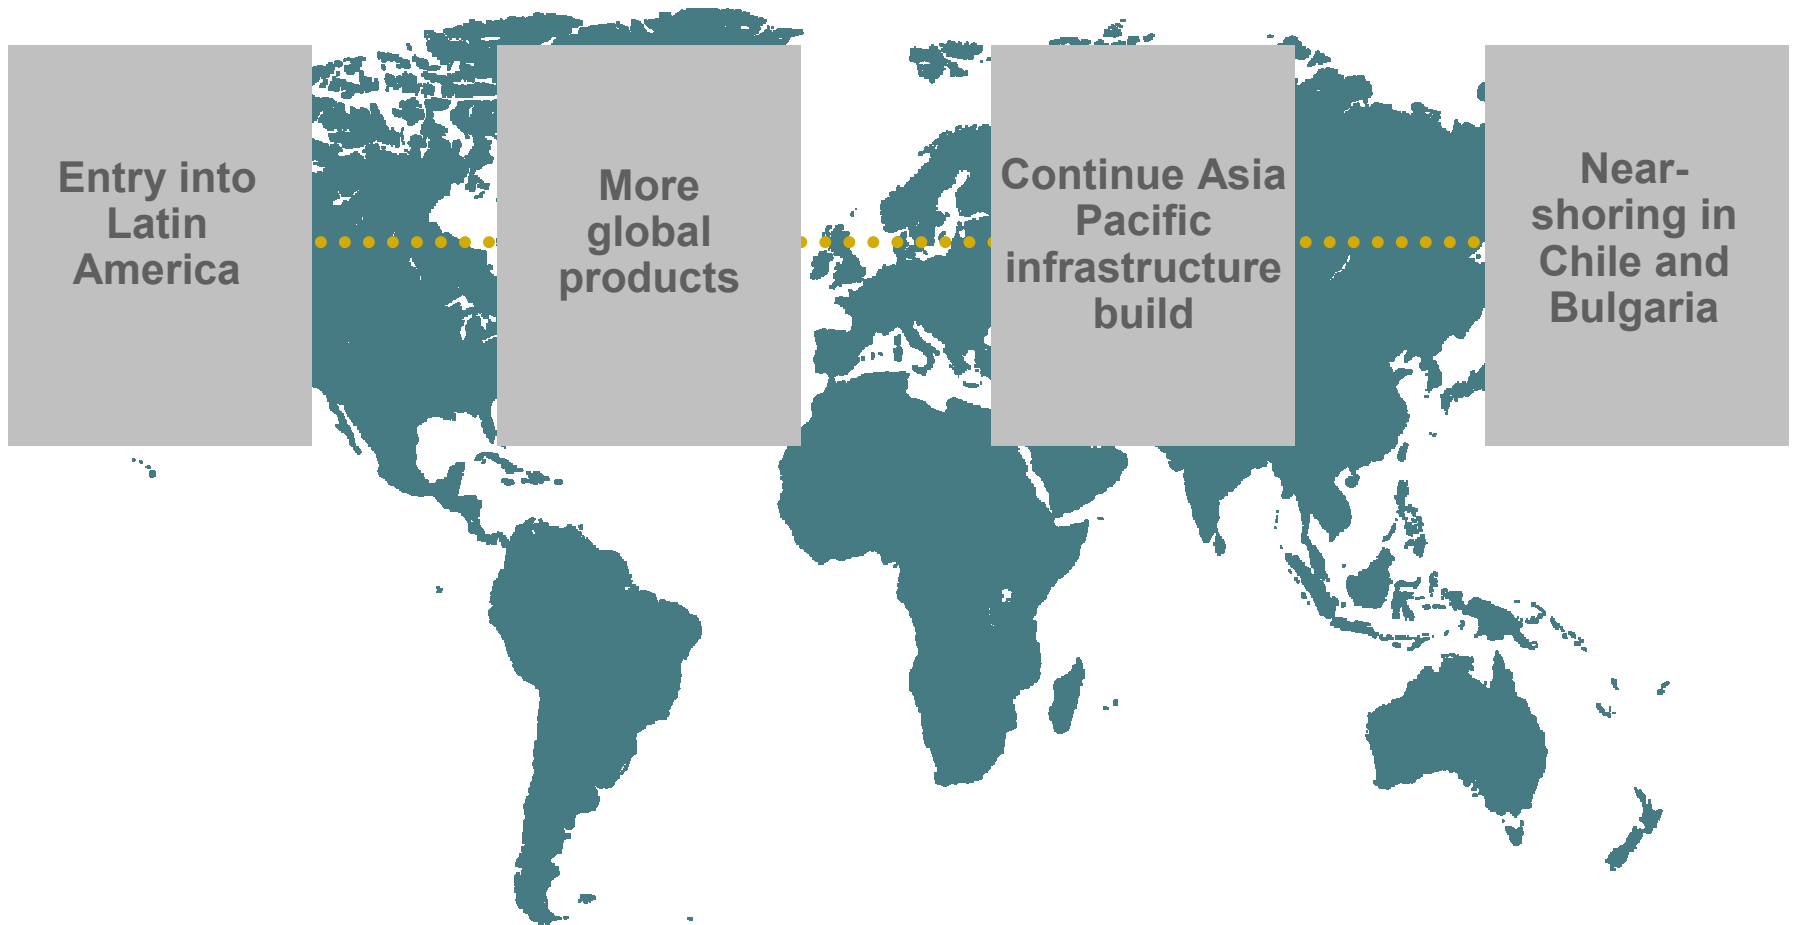 Entry into
Latin
America
More
global
products
Continue Asia
Pacific
infrastructure
build
Near-
shoring in
Chile and
Bulgaria